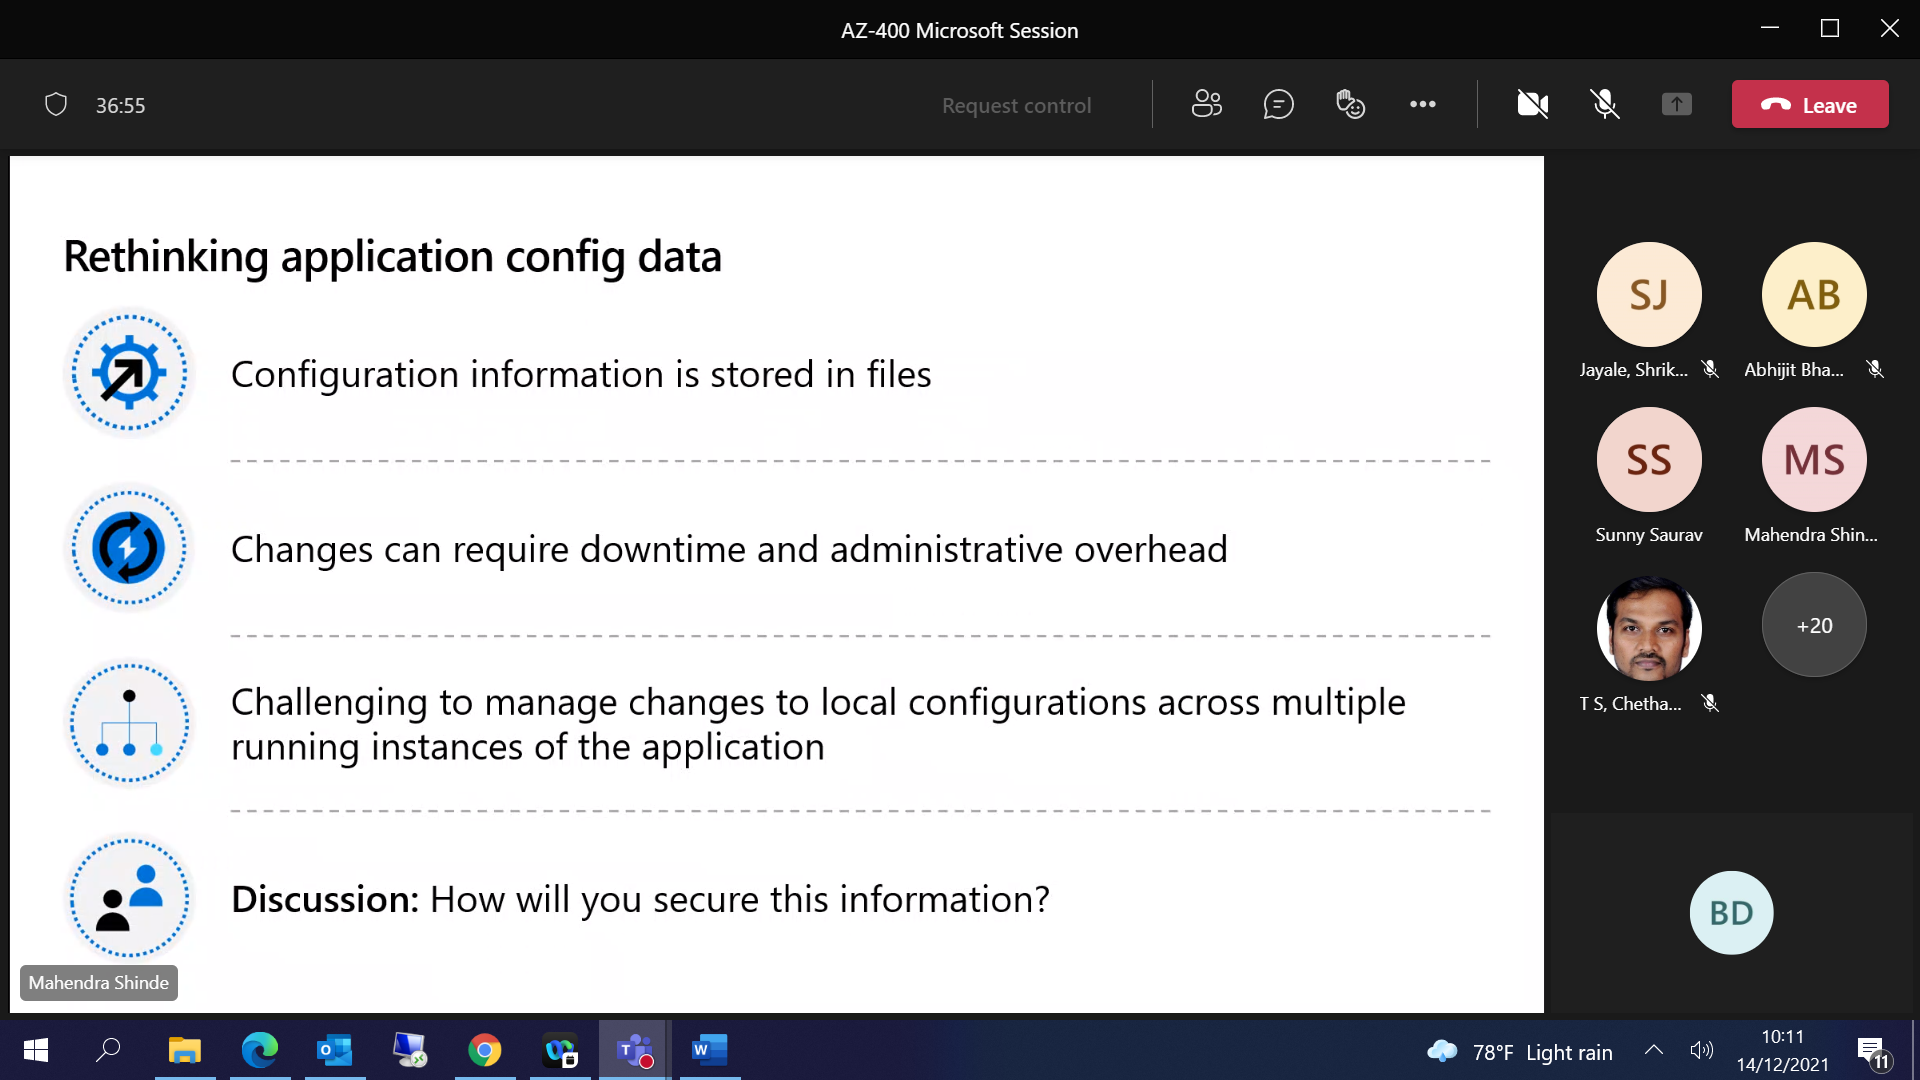 AZ-400 Microsoft Session
36:55
Request control
Leave
Rethinking application config data
Configuration information is stored in files
Changes can require downtime and administrative overhead
Challenging to manage changes to local configurations across multiple
running instances of the application
Discussion: How will you secure this information?
Mahendra Shinde
SJ
AB
Jayale, Shrik...
Abhijit Bha...
SS
MS
Sunny Saurav
Mahendra Shin...
+20
T S, Chetha...
BD
O
T
W
78°F Light rain
10:11
14/12/2021
11